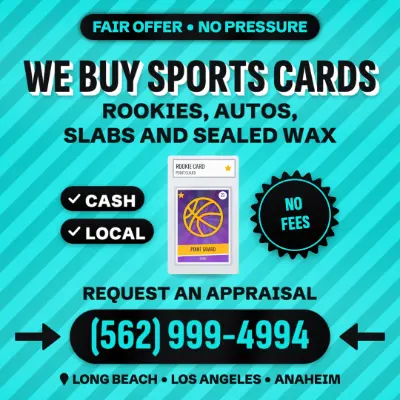 FAIR OFFER • NO PRESSURE
WE BUY SPORTS CARDS
ROOKIES, AUTOS,
SLABS AND SEALED WAX
ROOKIE CARD
POINT GUARD
CASH
LOCAL
POINT GUARD
NO
FEES
REQUEST AN APPRAISAL
(562) 999-4994
LONG BEACH • LOS ANGELES • ANAHEIM